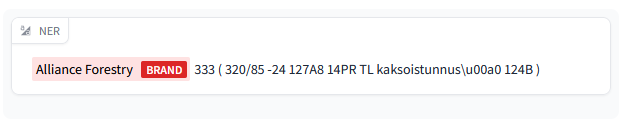 NER
Alliance Forestry BRAND 333 ( 320/85 -24 127A8 14PR TL kaksoistunnus\u00a0 124B )